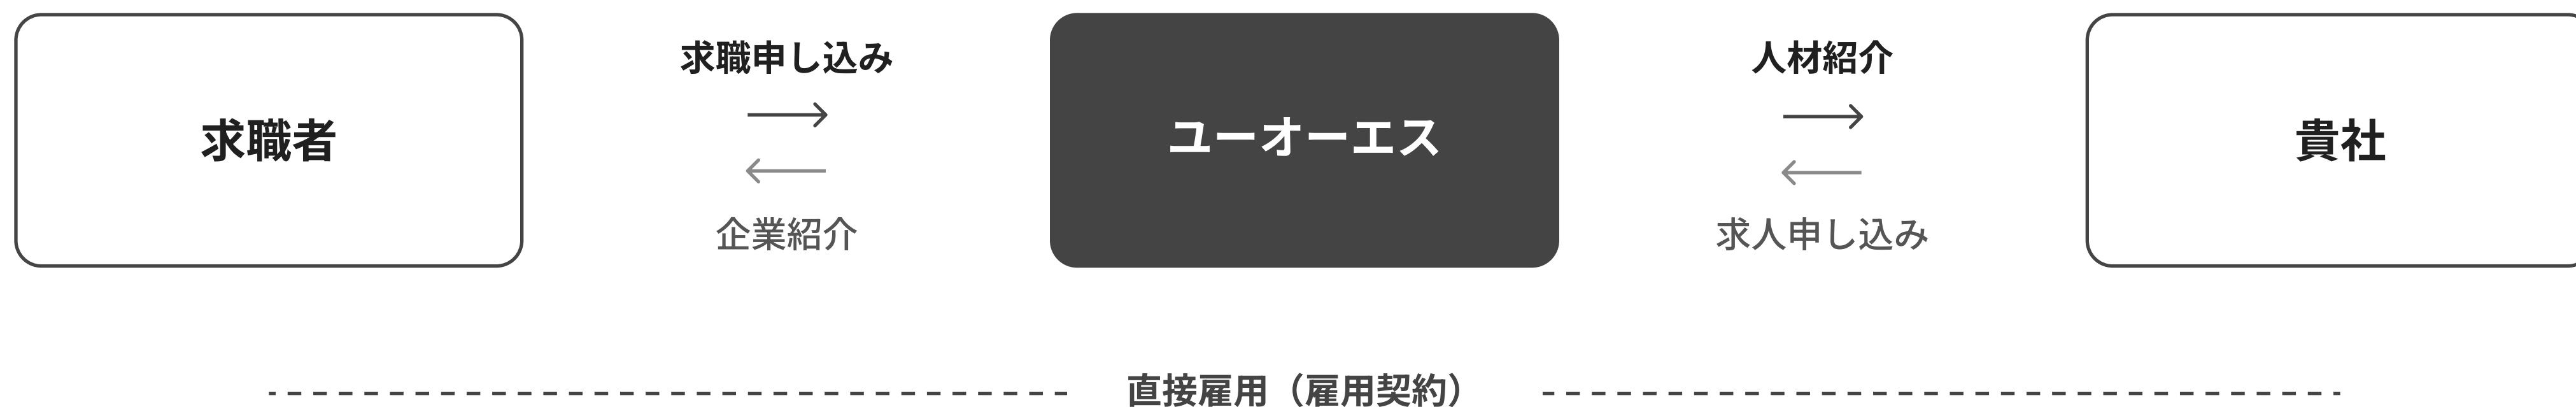 求職者
求職申し込み
企業紹介
ユーオーエス
人材紹介
求人申し込み
貴社
直接雇用（雇用契約）